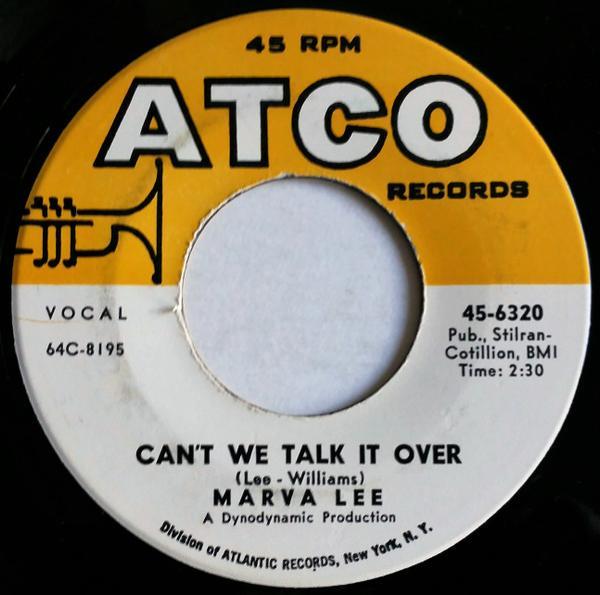 45 RPM
ATCO
RECORDS
VOCAL
64C-8195
45-6320
Pub., Stilran-
Cotillion, BMI
Time: 2:30
CAN'T WE TALK IT OVER
(Lee - Williams)
MARVA LEE
A Dynodynamic Production
Division of ATLANTIC RECORDS, New York, N. Y.